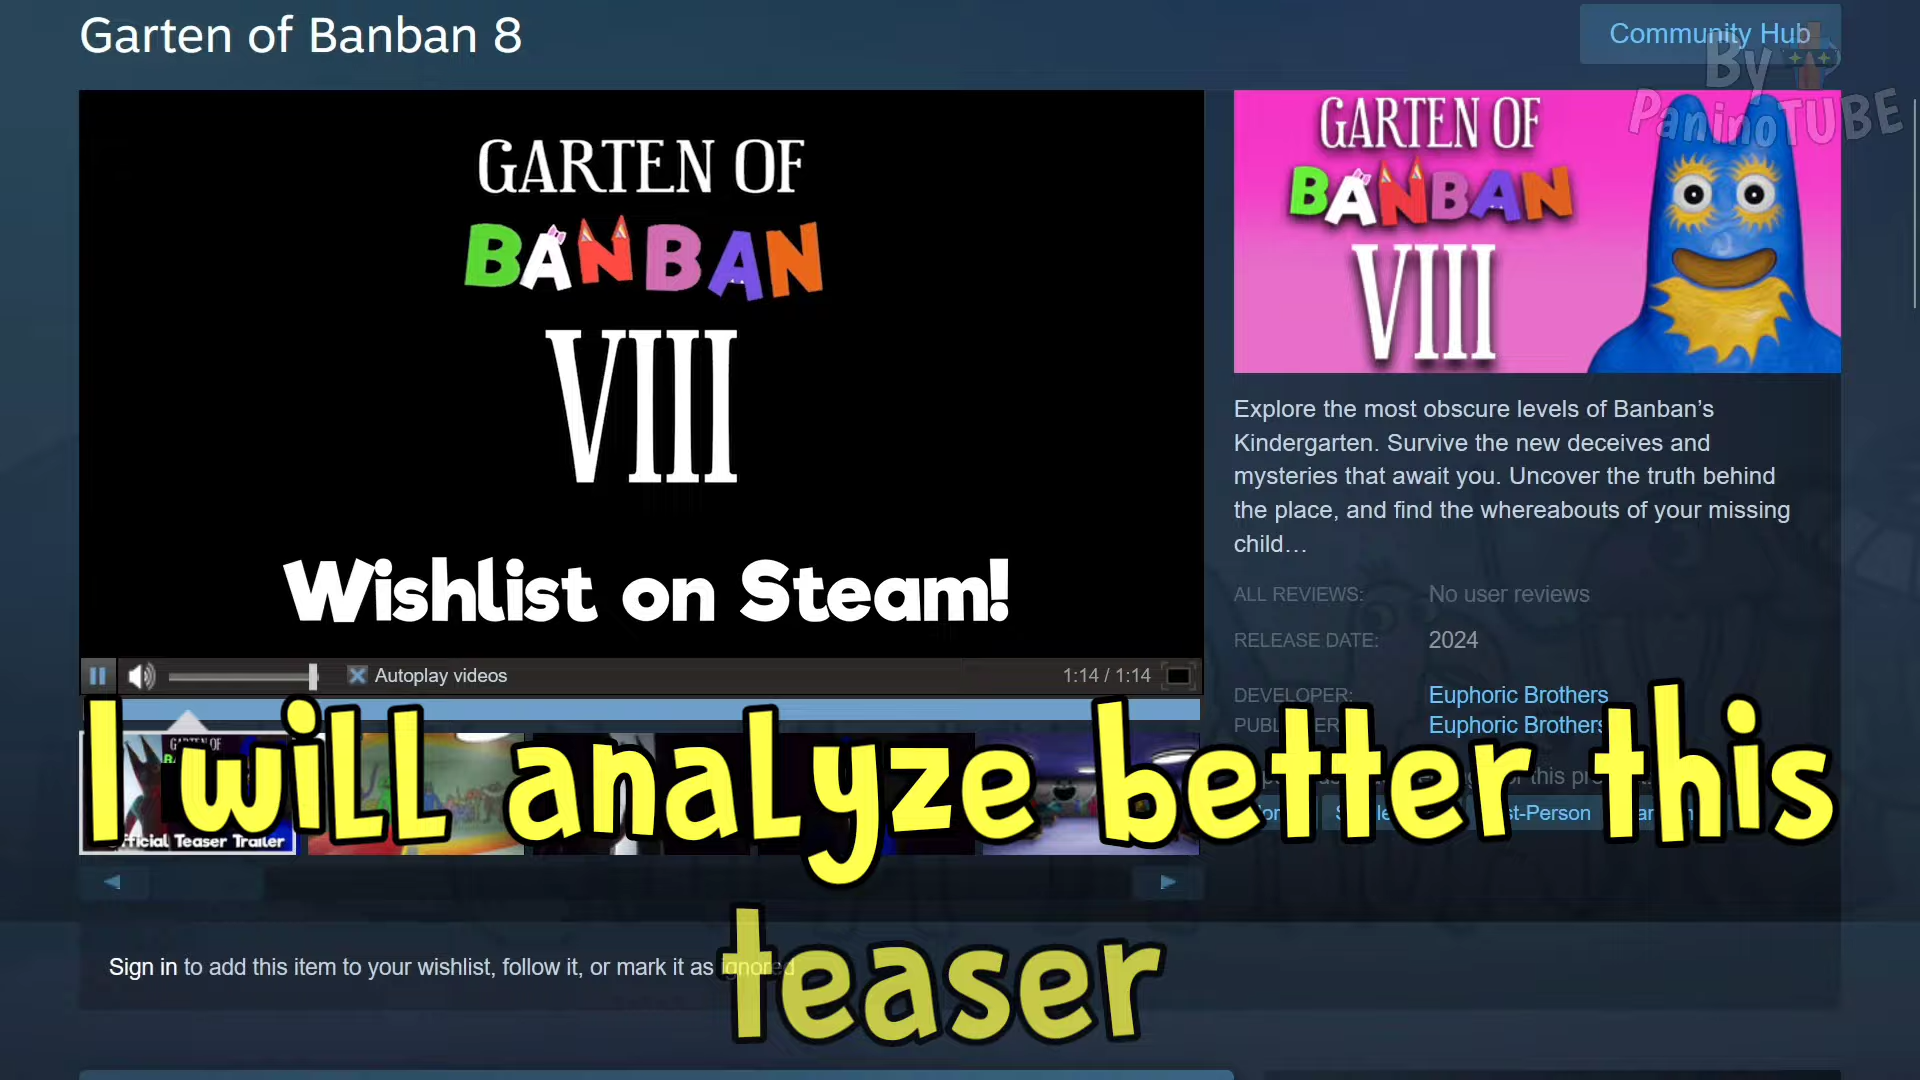 Garten of Banban 8
Community Hub
By
PaninoTUBE
GARTEN OF
BANBAN
VIII
Wishlist on Steam!
GARTEN OF
BANBAN
VIII
Explore the most obscure levels of Banban’s
Kindergarten. Survive the new deceives and
mysteries that await you. Uncover the truth behind
the place, and find the whereabouts of your missing
child…
ALL REVIEWS: No user reviews
RELEASE DATE: 2024
DEVELOPER: Euphoric Brothers
Euphoric Brothers
Autoplay videos
1:14 / 1:14
GARTEN OF
Official Teaser Trailer
I will analyze better this
teaser
Sign in to add this item to your wishlist, follow it, or mark it as ignored